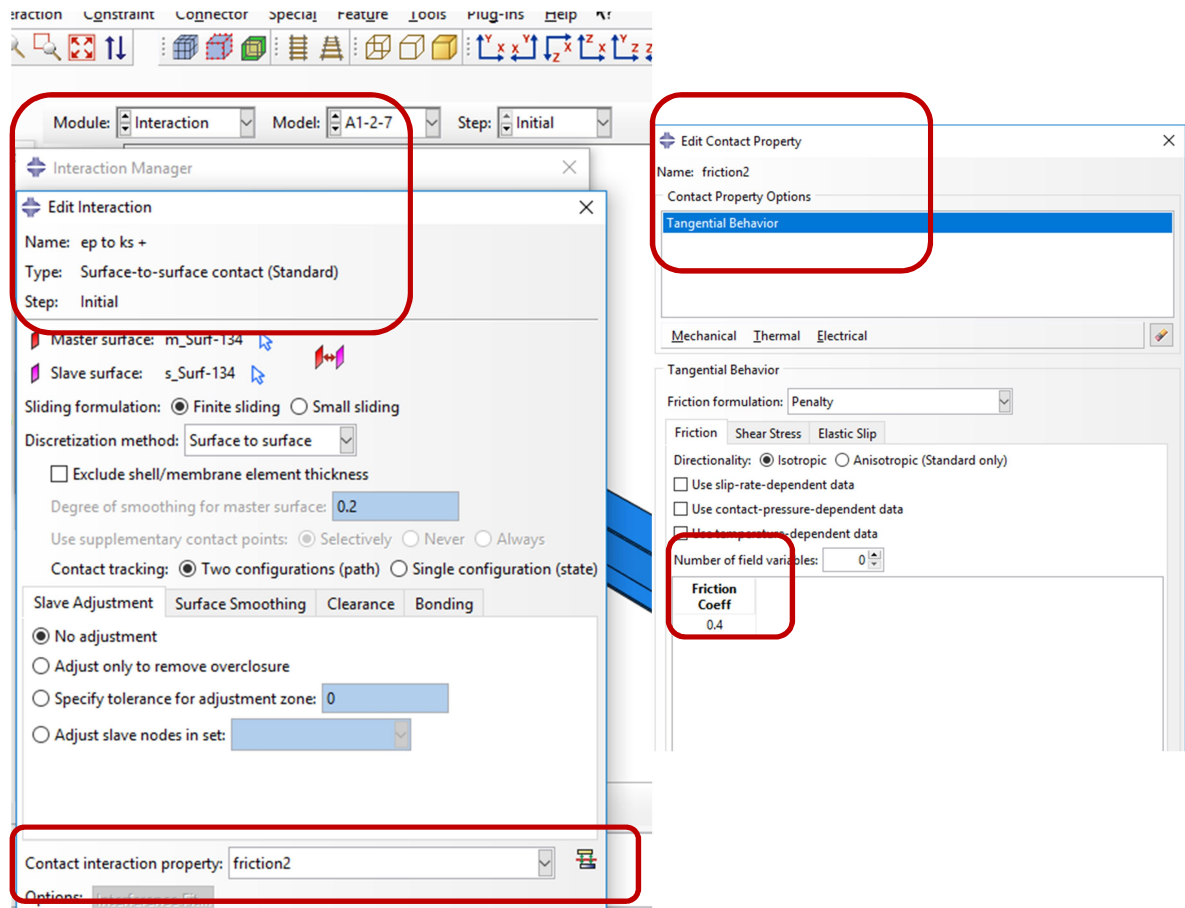 eraction Constraint Connector Special Feature Tools Plug-ins Help
Module: Interaction Model: A1-2-7 Step: Initial
Interaction Manager
Edit Interaction
Name: ep to ks +
Type: Surface-to-surface contact (Standard)
Step: Initial
Master surface: m_Surf-134
Slave surface: s_Surf-134
Sliding formulation: Finite sliding Small sliding
Discretization method: Surface to surface
Exclude shell/membrane element thickness
Degree of smoothing for master surface: 0.2
Use supplementary contact points: Selectively Never Always
Contact tracking: Two configurations (path) Single configuration (state)
Slave Adjustment Surface Smoothing Clearance Bonding
No adjustment
Adjust only to remove overclosure
Specify tolerance for adjustment zone: 0
Adjust slave nodes in set:
Contact interaction property: friction2
Options: Interference Fit...
Edit Contact Property
Name: friction2
Contact Property Options
Tangential Behavior
Mechanical Thermal Electrical
Tangential Behavior
Friction formulation: Penalty
Friction Shear Stress Elastic Slip
Directionality: Isotropic Anisotropic (Standard only)
Use slip-rate-dependent data
Use contact-pressure-dependent data
Use temperature-dependent data
Number of field variables: 0
Friction
Coeff
0.4